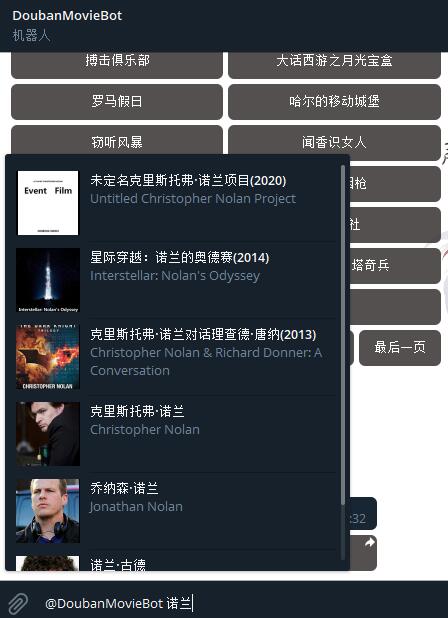 DoubanMovieBot
机器人
搏击俱乐部
大话西游之月光宝盒
罗马假日
哈尔的移动城堡
窃听风暴
闻香识女人
Event Film
未定名克里斯托弗·诺兰项目(2020)
Untitled Christopher Nolan Project
星际穿越：诺兰的奥德赛(2014)
Interstellar: Nolan's Odyssey
Interstellar: Nolan's Odyssey
THE DARK KNIGHT
TRILOGY
CHRISTOPHER NOLAN
克里斯托弗·诺兰对话理查德·唐纳(2013)
Christopher Nolan & Richard Donner: A
Conversation
克里斯托弗·诺兰
Christopher Nolan
乔纳森·诺兰
Jonathan Nolan
诺兰·古德
枪
社
塔奇兵
最后一页
:32
@DoubanMovieBot 诺兰